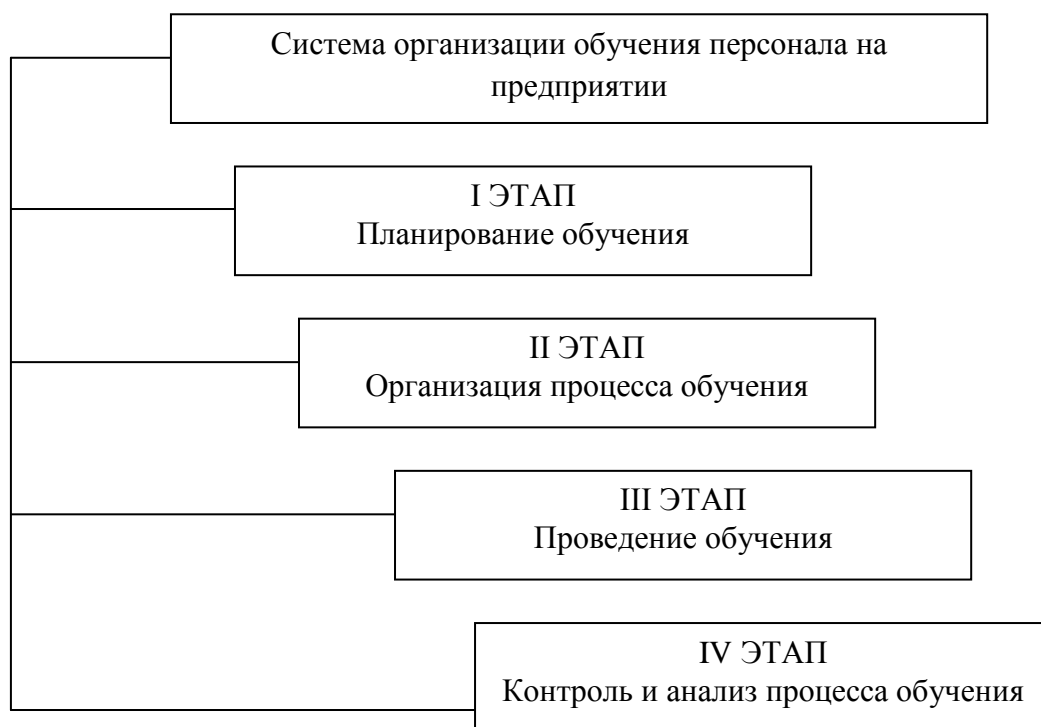 Система организации обучения персонала на
предприятии
I ЭТАП
Планирование обучения
II ЭТАП
Организация процесса обучения
III ЭТАП
Проведение обучения
IV ЭТАП
Контроль и анализ процесса обучения